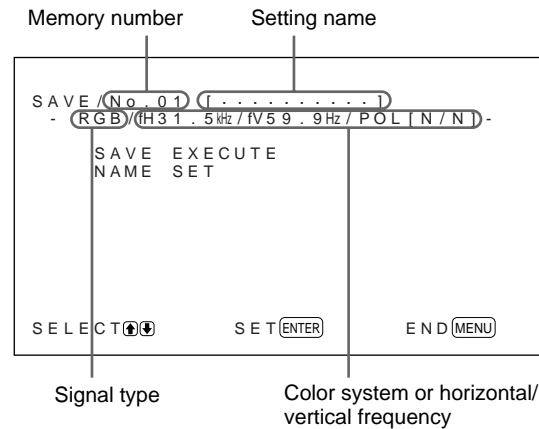 Memory number Setting name
SAVE/No.01 [..........]
- RGB/fH31.5kHz/fV59.9Hz/POL[N/N]-
SAVE EXECUTE
NAME SET
SELECT SET ENTER END MENU
Signal type
Color system or horizontal/
vertical frequency